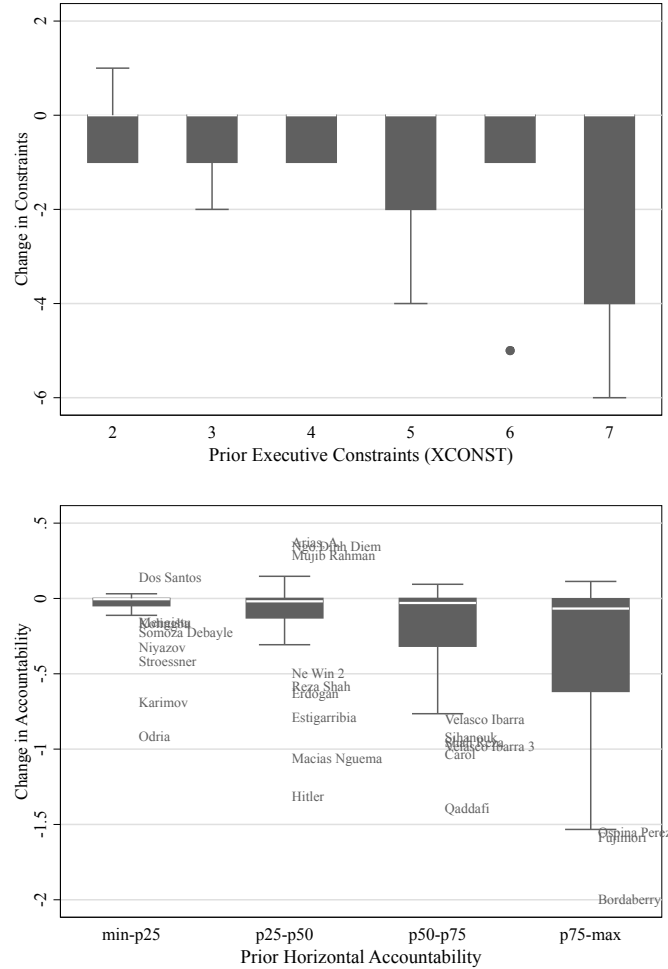 2
0
-2
-4
-6
Change in Constraints
2 3 4 5 6 7
Prior Executive Constraints (XCONST)
.5
0
-.5
-1
-1.5
-2
Change in Accountability
Dos Santos
Somoza Debayle
Niyazov
Stroessner
Karimov
Odria
Arias, A.
Ngo Dinh Diem
Mujib Rahman
Ne Win 2
Reza Shah
Erdogan
Estigarribia
Macias Nguema
Hitler
Velasco Ibarra
Sihanouk
Velasco Ibarra 3
Carol
Qaddafi
Ospina Perez
Fujimori
Bordaberry
min-p25 p25-p50 p50-p75 p75-max
Prior Horizontal Accountability